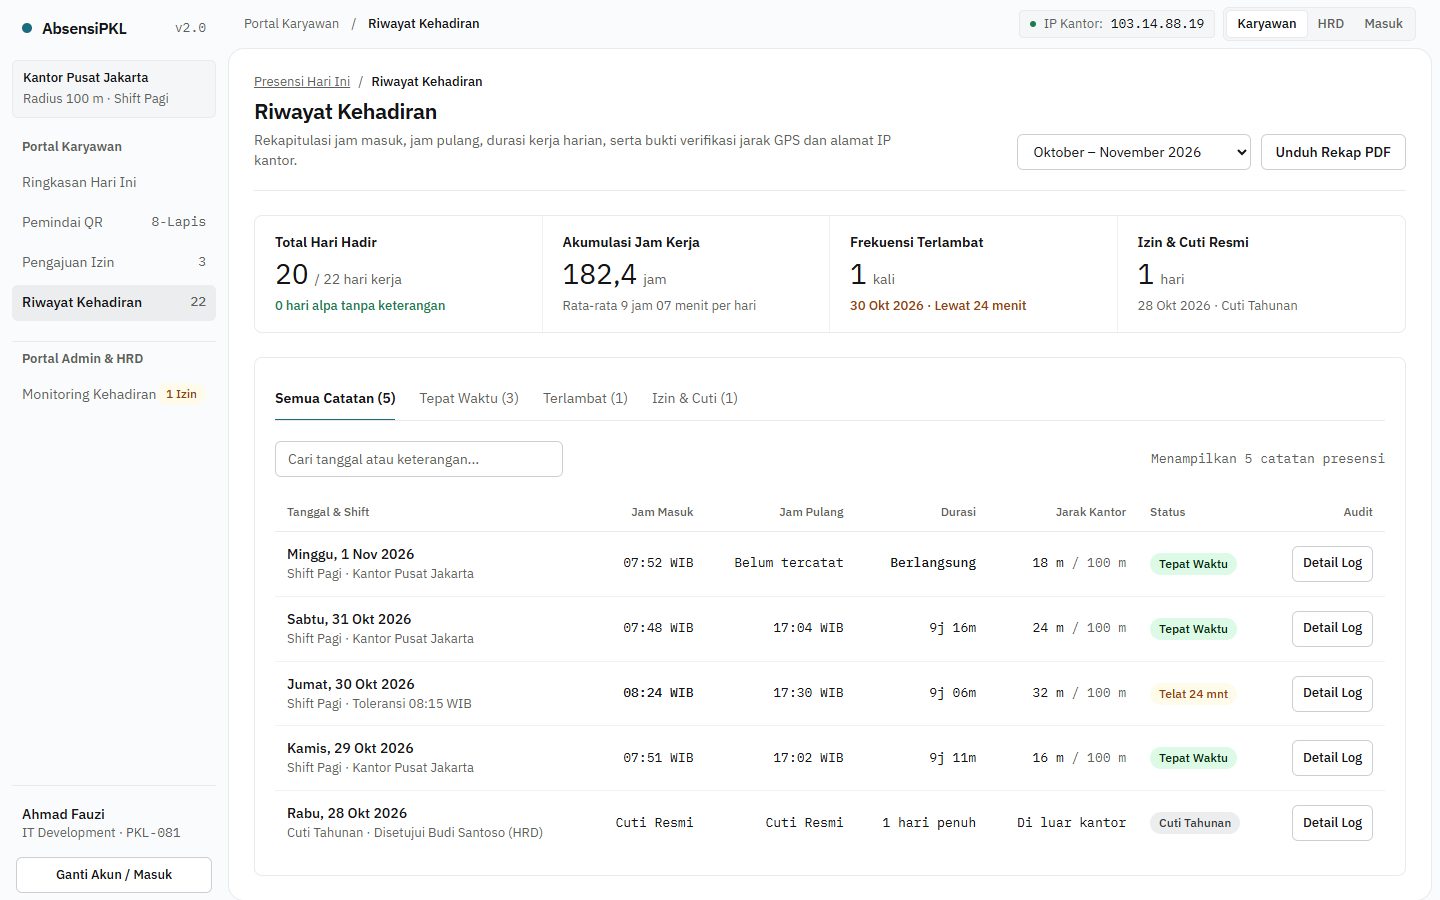 AbsensiPKL v2.0
Kantor Pusat Jakarta
Radius 100 m · Shift Pagi
Portal Karyawan
Ringkasan Hari Ini
Pemindai QR 8-Lapis
Pengajuan Izin 3
Riwayat Kehadiran 22
Portal Admin & HRD
Monitoring Kehadiran 1 Izin
Ahmad Fauzi
IT Development · PKL-081
Ganti Akun / Masuk
Portal Karyawan / Riwayat Kehadiran
IP Kantor: 103.14.88.19
Karyawan HRD Masuk
Presensi Hari Ini / Riwayat Kehadiran
Riwayat Kehadiran
Rekapitulasi jam masuk, jam pulang, durasi kerja harian, serta bukti verifikasi jarak GPS dan alamat IP
kantor.
Oktober – November 2026
Unduh Rekap PDF
Total Hari Hadir
20 / 22 hari kerja
0 hari alpa tanpa keterangan
Akumulasi Jam Kerja
182,4 jam
Rata-rata 9 jam 07 menit per hari
Frekuensi Terlambat
1 kali
30 Okt 2026 · Lewat 24 menit
Izin & Cuti Resmi
1 hari
28 Okt 2026 · Cuti Tahunan
Semua Catatan (5) Tepat Waktu (3) Terlambat (1) Izin & Cuti (1)
Cari tanggal atau keterangan...
Menampilkan 5 catatan presensi
Tanggal & Shift Jam Masuk Jam Pulang Durasi Jarak Kantor Status Audit
Minggu, 1 Nov 2026
Shift Pagi · Kantor Pusat Jakarta
07:52 WIB Belum tercatat Berlangsung 18 m / 100 m Tepat Waktu Detail Log
Sabtu, 31 Okt 2026
Shift Pagi · Kantor Pusat Jakarta
07:48 WIB 17:04 WIB 9j 16m 24 m / 100 m Tepat Waktu Detail Log
Jumat, 30 Okt 2026
Shift Pagi · Toleransi 08:15 WIB
08:24 WIB 17:30 WIB 9j 06m 32 m / 100 m Telat 24 mnt Detail Log
Kamis, 29 Okt 2026
Shift Pagi · Kantor Pusat Jakarta
07:51 WIB 17:02 WIB 9j 11m 16 m / 100 m Tepat Waktu Detail Log
Rabu, 28 Okt 2026
Cuti Tahunan · Disetujui Budi Santoso (HRD)
Cuti Resmi Cuti Resmi 1 hari penuh Di luar kantor Cuti Tahunan Detail Log